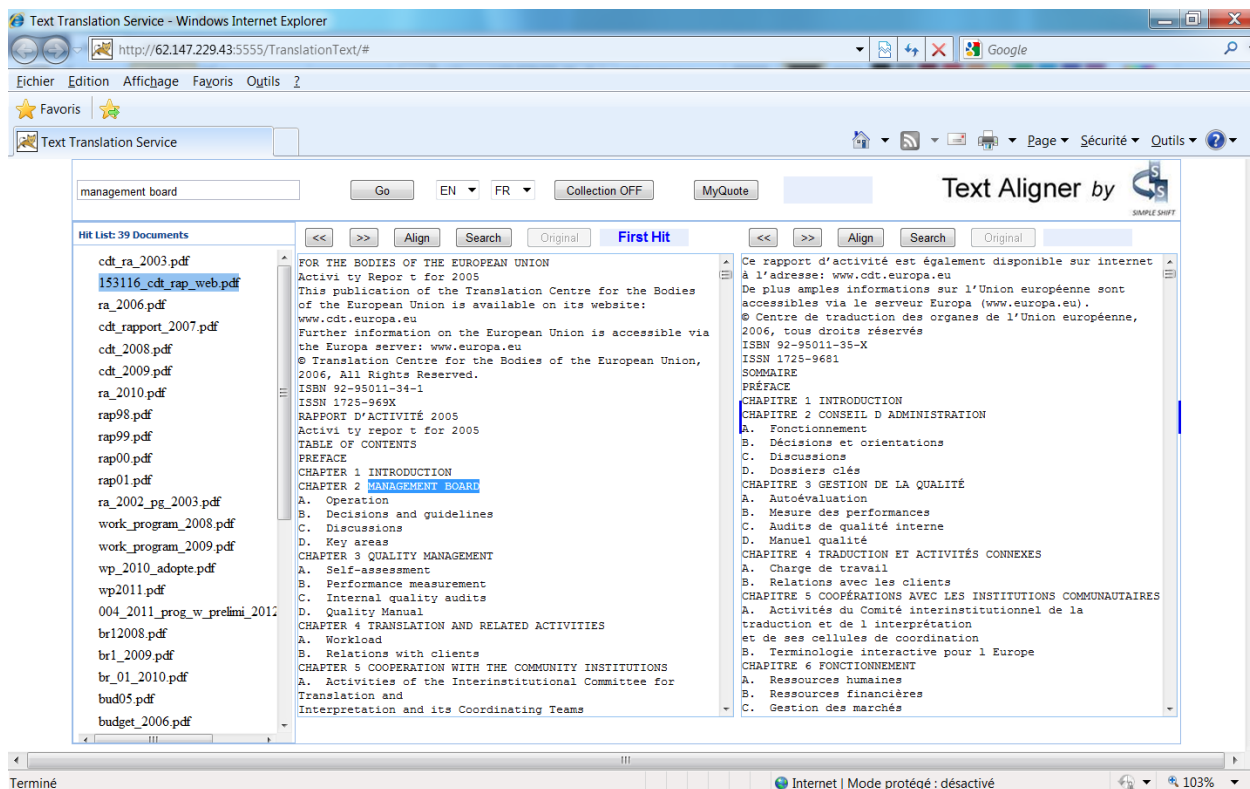 Text Translation Service - Windows Internet Explorer
http://62.147.229.43:5555/TranslationText/#
Google
Fichier Edition Affichage Favoris Outils ?
Favoris
Text Translation Service
Page Sécurité Outils
management board
Go EN FR Collection OFF MyQuote
Text Aligner by
SIMPLE SHIFT
Hit List: 39 Documents
cdt_ra_2003.pdf
153116_cdt_rap_web.pdf
ra_2006.pdf
cdt_rapport_2007.pdf
cdt_2008.pdf
cdt_2009.pdf
ra_2010.pdf
rap98.pdf
rap99.pdf
rap00.pdf
rap01.pdf
ra_2002_pg_2003.pdf
work_program_2008.pdf
work_program_2009.pdf
wp_2010_adopte.pdf
wp2011.pdf
004_2011_prog_w_prelimi_2012
br12008.pdf
br1_2009.pdf
br_01_2010.pdf
bud05.pdf
budget_2006.pdf
<< >> Align Search Original First Hit
FOR THE BODIES OF THE EUROPEAN UNION
Activi ty Repor t for 2005
This publication of the Translation Centre for the Bodies
of the European Union is available on its website:
www.cdt.europa.eu
Further information on the European Union is accessible via
the Europa server: www.europa.eu
© Translation Centre for the Bodies of the European Union,
2006, All Rights Reserved.
ISBN 92-95011-34-1
ISSN 1725-969X
RAPPORT D'ACTIVITÉ 2005
Activi ty repor t for 2005
TABLE OF CONTENTS
PREFACE
CHAPTER 1 INTRODUCTION
CHAPTER 2 MANAGEMENT BOARD
A. Operation
B. Decisions and guidelines
C. Discussions
D. Key areas
CHAPTER 3 QUALITY MANAGEMENT
A. Self-assessment
B. Performance measurement
C. Internal quality audits
D. Quality Manual
CHAPTER 4 TRANSLATION AND RELATED ACTIVITIES
A. Workload
B. Relations with clients
CHAPTER 5 COOPERATION WITH THE COMMUNITY INSTITUTIONS
A. Activities of the Interinstitutional Committee for
Translation and
Interpretation and its Coordinating Teams
<< >> Align Search Original
Ce rapport d'activité est également disponible sur internet
à l'adresse: www.cdt.europa.eu
De plus amples informations sur l'Union européenne sont
accessibles via le serveur Europa (www.europa.eu).
© Centre de traduction des organes de l'Union européenne,
2006, tous droits réservés
ISBN 92-95011-35-X
ISSN 1725-9681
SOMMAIRE
PRÉFACE
CHAPITRE 1 INTRODUCTION
CHAPITRE 2 CONSEIL D ADMINISTRATION
A. Fonctionnement
B. Décisions et orientations
C. Discussions
D. Dossiers clés
CHAPITRE 3 GESTION DE LA QUALITÉ
A. Autoévaluation
B. Mesure des performances
C. Audits de qualité interne
D. Manuel qualité
CHAPITRE 4 TRADUCTION ET ACTIVITÉS CONNEXES
A. Charge de travail
B. Relations avec les clients
CHAPITRE 5 COOPÉRATIONS AVEC LES INSTITUTIONS COMMUNAUTAIRES
A. Activités du Comité interinstitutionnel de la
traduction et de l interprétation
et de ses cellules de coordination
B. Terminologie interactive pour l Europe
CHAPITRE 6 FONCTIONNEMENT
A. Ressources humaines
B. Ressources financières
C. Gestion des marchés
Terminé
Internet | Mode protégé : désactivé
103%